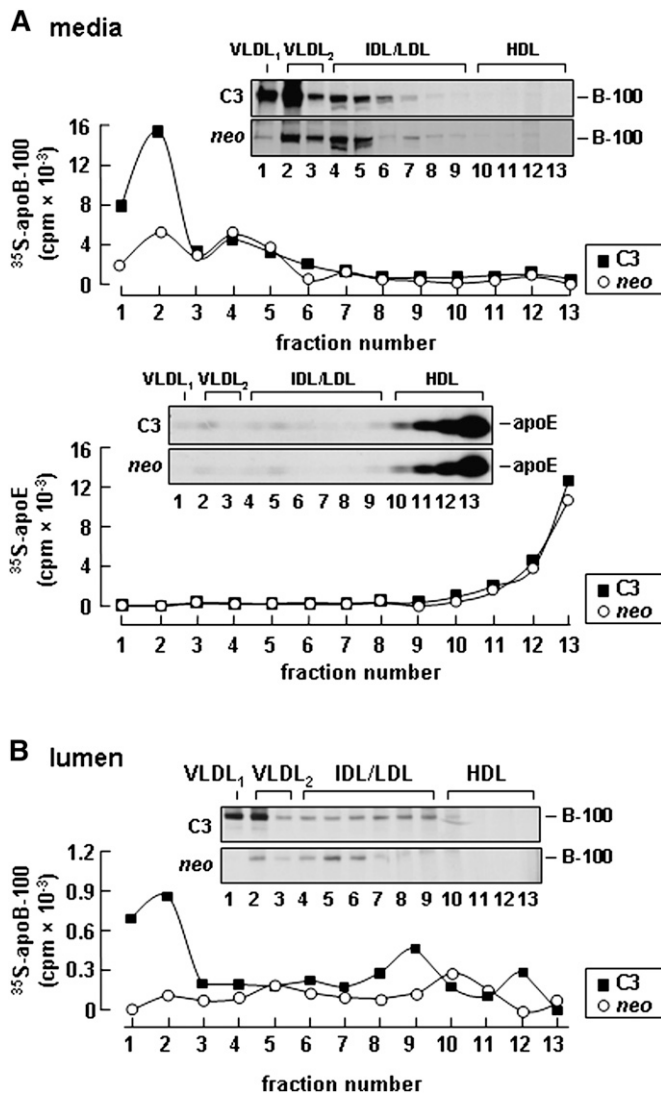 A media
VLDL1 VLDL2 IDL/LDL HDL
C3 – B-100
neo – B-100
1 2 3 4 5 6 7 8 9 10 11 12 13
35S-apoB-100
(cpm × 10-3)
16
12
8
4
0
1 2 3 4 5 6 7 8 9 10 11 12 13
fraction number
C3
neo
VLDL1 VLDL2 IDL/LDL HDL
C3 –apoE
neo –apoE
1 2 3 4 5 6 7 8 9 10 11 12 13
35S-apoE
(cpm × 10-3)
16
12
8
4
0
1 2 3 4 5 6 7 8 9 10 11 12 13
fraction number
C3
neo
B lumen
VLDL1 VLDL2 IDL/LDL HDL
C3 – B-100
neo – B-100
1 2 3 4 5 6 7 8 9 10 11 12 13
35S-apoB-100
(cpm × 10-3)
1.2
0.9
0.6
0.3
0
1 2 3 4 5 6 7 8 9 10 11 12 13
fraction number
C3
neo